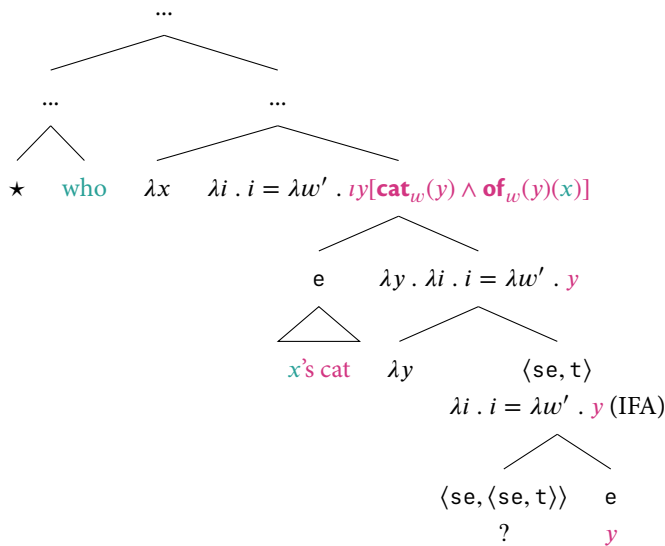 ...
... ...
⋆ who λx λi . i = λw′ . ιy[cat_w(y) ∧ of_w(y)(x)]
e λy . λi . i = λw′ . y
x's cat λy ⟨se, t⟩
λi . i = λw′ . y (IFA)
⟨se, ⟨se, t⟩⟩ e
? y